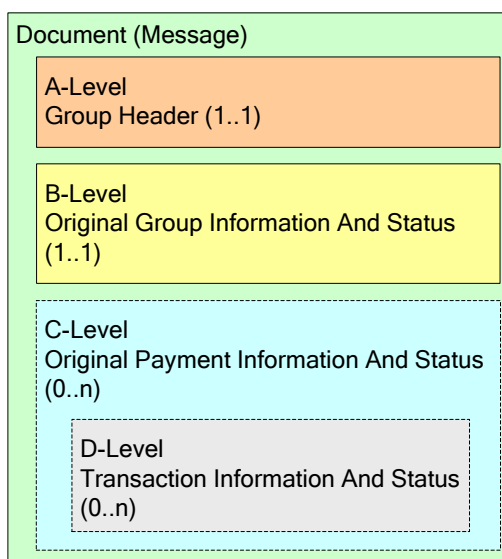 Document (Message)
A-Level
Group Header (1..1)
B-Level
Original Group Information And Status
(1..1)
C-Level
Original Payment Information And Status
(0..n)
D-Level
Transaction Information And Status
(0..n)